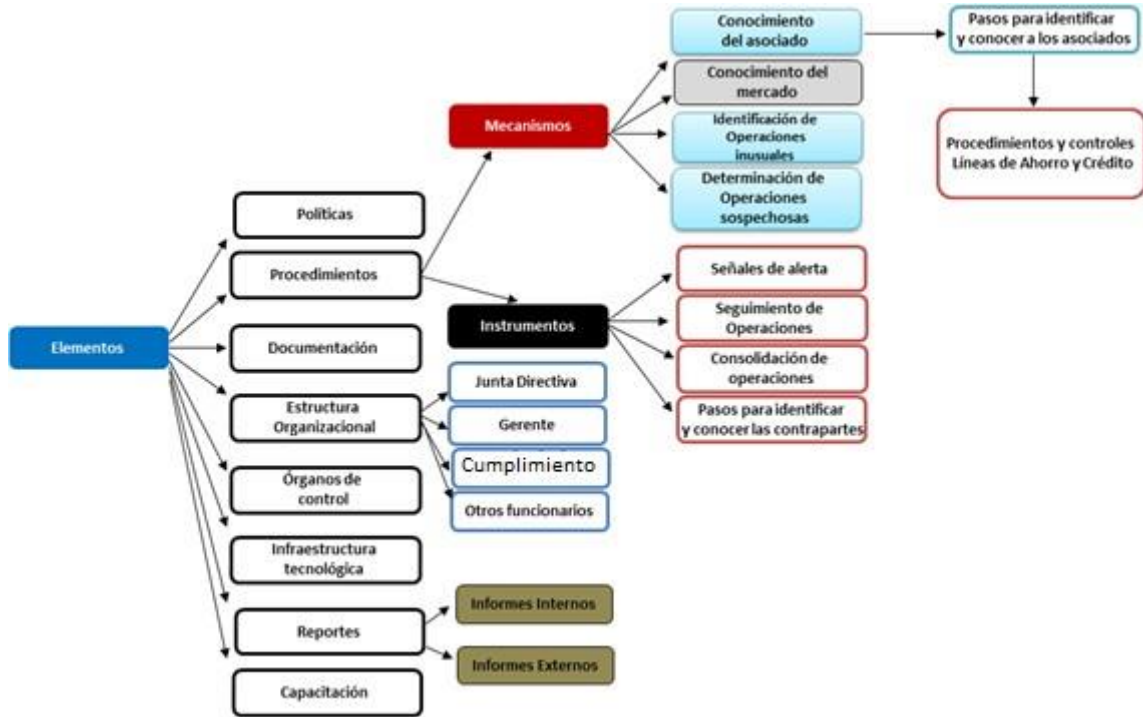 Elementos
Políticas
Procedimientos
Documentación
Estructura
Organizacional
Órganos de
control
Infraestructura
tecnológica
Reportes
Capacitación
Mecanismos
Instrumentos
Junta Directiva
Gerente
Cumplimiento
Otros funcionarios
Informes Internos
Informes Externos
Conocimiento
del asociado
Conocimiento del
mercado
Identificación de
Operaciones
inusuales
Determinación de
Operaciones
sospechosas
Señales de alerta
Seguimiento de
Operaciones
Consolidación de
operaciones
Pasos para identificar
y conocer las contrapartes
Pasos para identificar
y conocer a los asociados
Procedimientos y controles
Líneas de Ahorro y Crédito